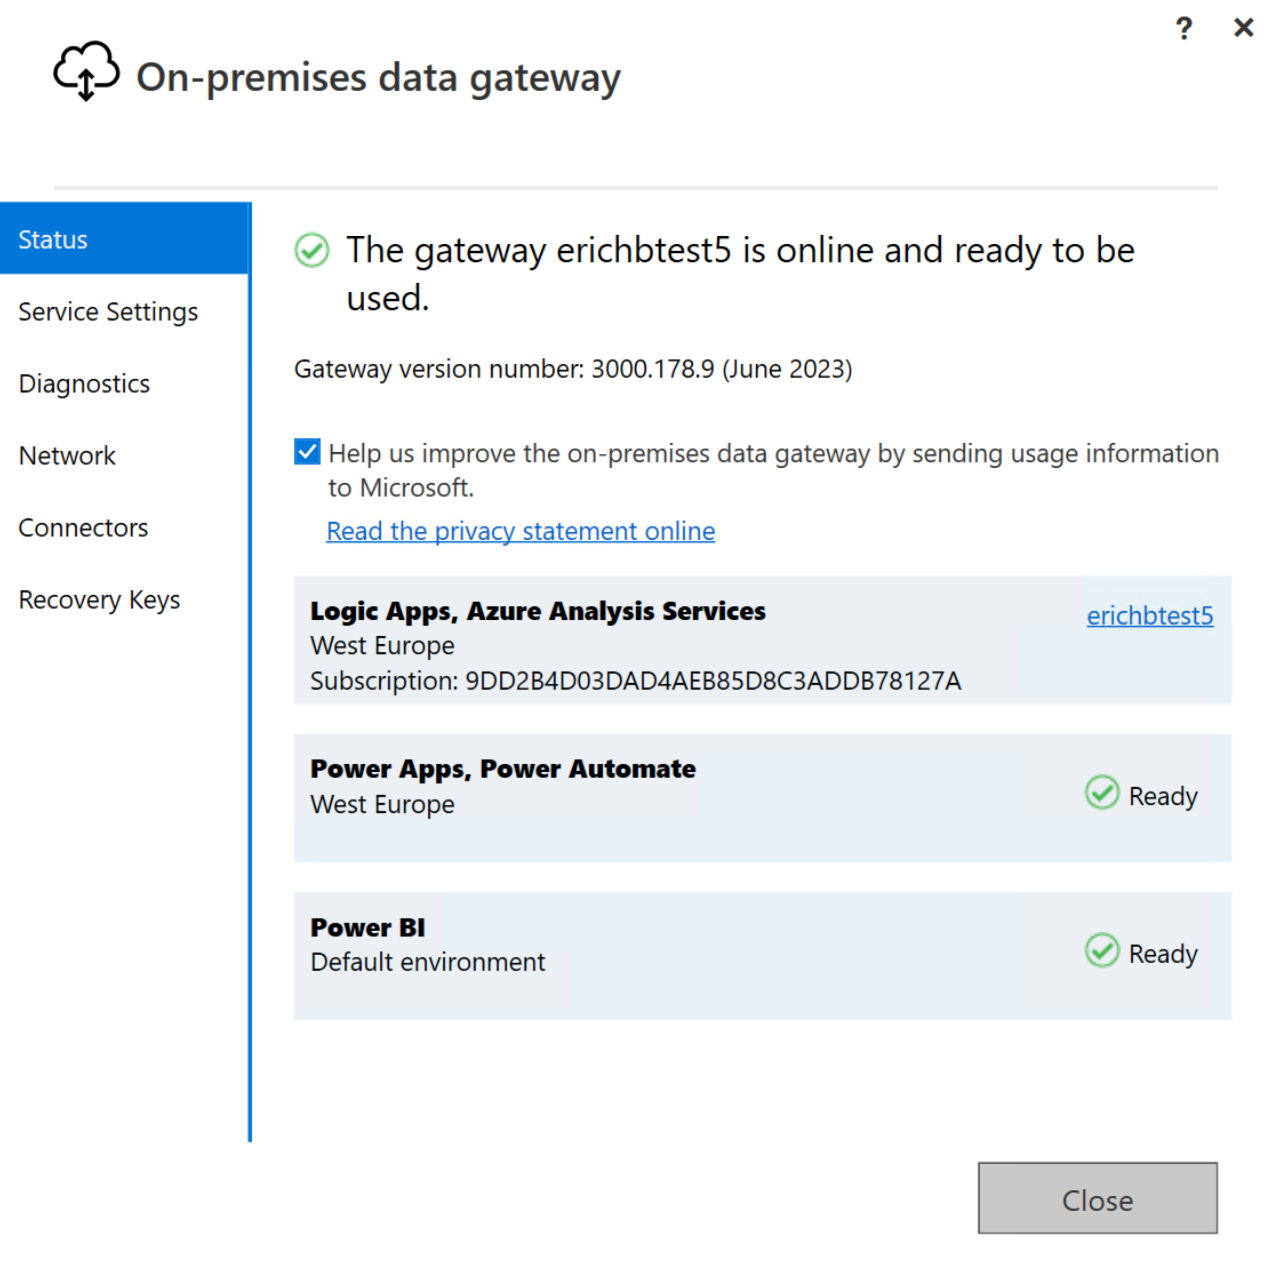 ?
On-premises data gateway
Status
Service Settings
Diagnostics
Network
Connectors
Recovery Keys
The gateway erichbtest5 is online and ready to be
used.
Gateway version number: 3000.178.9 (June 2023)
Help us improve the on-premises data gateway by sending usage information
to Microsoft.
Read the privacy statement online
Logic Apps, Azure Analysis Services
erichbtest5
West Europe
Subscription: 9DD2B4D03DAD4AEB85D8C3ADDB78127A
Power Apps, Power Automate
West Europe
Ready
Power BI
Default environment
Ready
Close